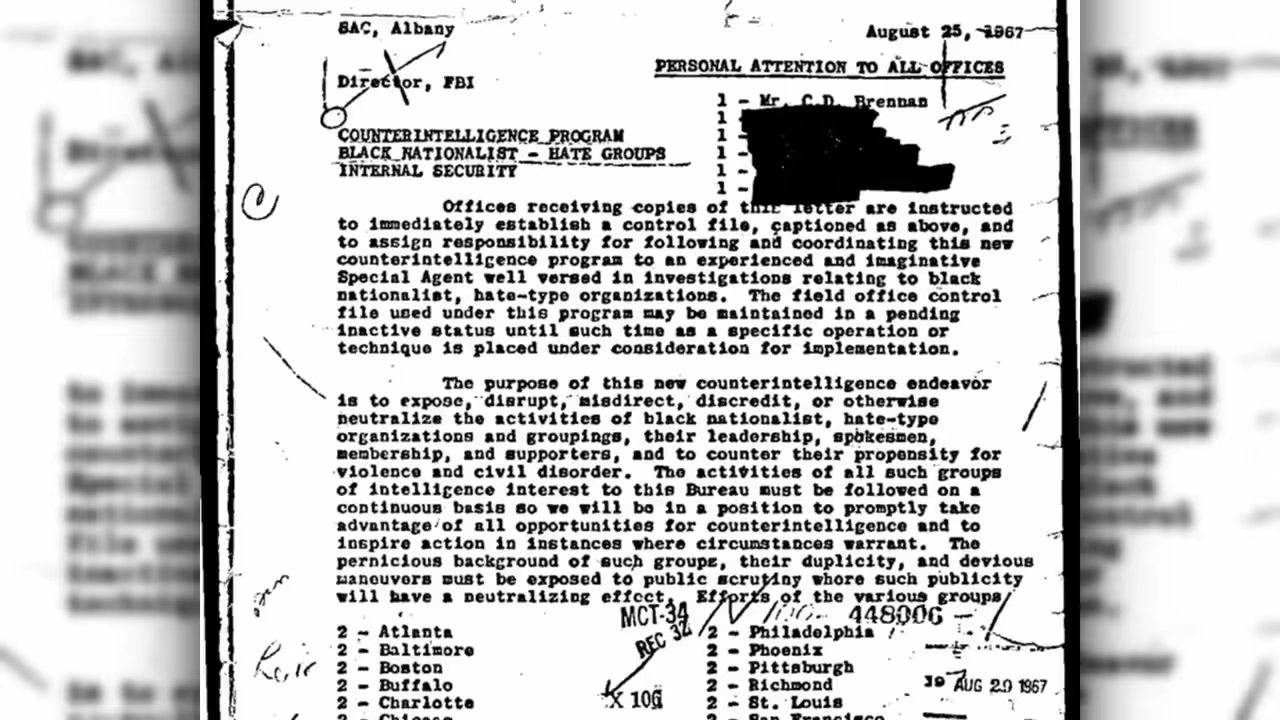 SAC, Albany
August 25, 1967
Director, FBI
PERSONAL ATTENTION TO ALL OFFICES
1 - Mr. C.D. Brennan
1
1 -
1 -
1 -
1 -
COUNTERINTELLIGENCE PROGRAM
BLACK NATIONALIST - HATE GROUPS
INTERNAL SECURITY
Offices receiving copies of this letter are instructed
to immediately establish a control file, captioned as above, and
to assign responsibility for following and coordinating this new
counterintelligence program to an experienced and imaginative
Special Agent well versed in investigations relating to black
nationalist, hate-type organizations. The field office control
file used under this program may be maintained in a pending
inactive status until such time as a specific operation or
technique is placed under consideration for implementation.
The purpose of this new counterintelligence endeavor
is to expose, disrupt, misdirect, discredit, or otherwise
neutralize the activities of black nationalist, hate-type
organizations and groupings, their leadership, spokesmen,
membership, and supporters, and to counter their propensity for
violence and civil disorder. The activities of all such groups
of intelligence interest to this Bureau must be followed on a
continuous basis so we will be in a position to promptly take
advantage of all opportunities for counterintelligence and to
inspire action in instances where circumstances warrant. The
pernicious background of such groups, their duplicity, and devious
maneuvers must be exposed to public scrutiny where such publicity
will have a neutralizing effect. Efforts of the various groups
MCT-34
REC 32
448006
2 - Atlanta
2 - Baltimore
2 - Boston
2 - Buffalo
2 - Charlotte
2 - Chicago
X 106
2 - Philadelphia
2 - Phoenix
2 - Pittsburgh
2 - Richmond
2 - St. Louis
2 - San Francisco
19 AUG 29 1967